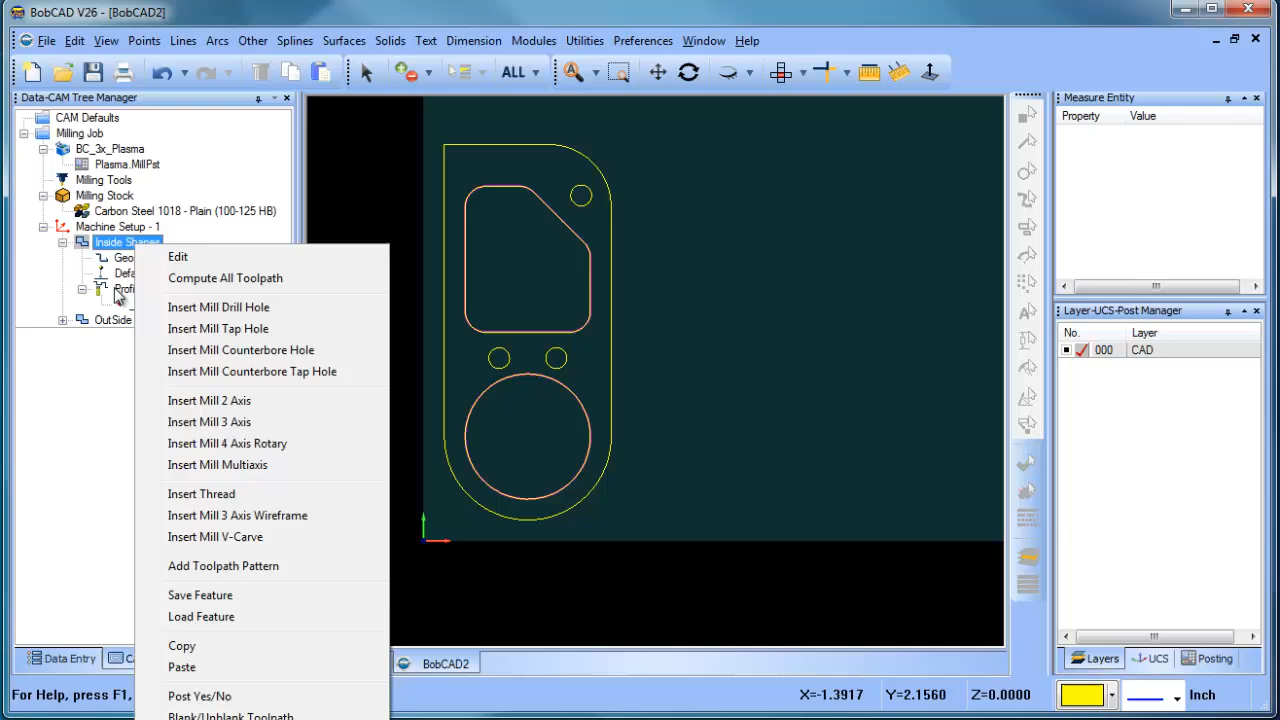 BobCAD V26 - [BobCAD2]
File Edit View Points Lines Arcs Other Splines Surfaces Solids Text Dimension Modules Utilities Preferences Window Help
ALL
Data-CAM Tree Manager
CAM Defaults
Milling Job
BC_3x_Plasma
Plasma.MillPst
Milling Tools
Milling Stock
Carbon Steel 1018 - Plain (100-125 HB)
Machine Setup - 1
Inside Shapes
Geo
Defa
Profi
OutSide
Edit
Compute All Toolpath
Insert Mill Drill Hole
Insert Mill Tap Hole
Insert Mill Counterbore Hole
Insert Mill Counterbore Tap Hole
Insert Mill 2 Axis
Insert Mill 3 Axis
Insert Mill 4 Axis Rotary
Insert Mill Multiaxis
Insert Thread
Insert Mill 3 Axis Wireframe
Insert Mill V-Carve
Add Toolpath Pattern
Save Feature
Load Feature
Copy
Paste
Post Yes/No
Blank/Unblank Toolpath
Measure Entity
Property Value
Layer-UCS-Post Manager
No. Layer
000 CAD
Data Entry
BobCAD2
Layers UCS Posting
For Help, press F1,
X=-1.3917 Y=2.1560 Z=0.0000
Inch